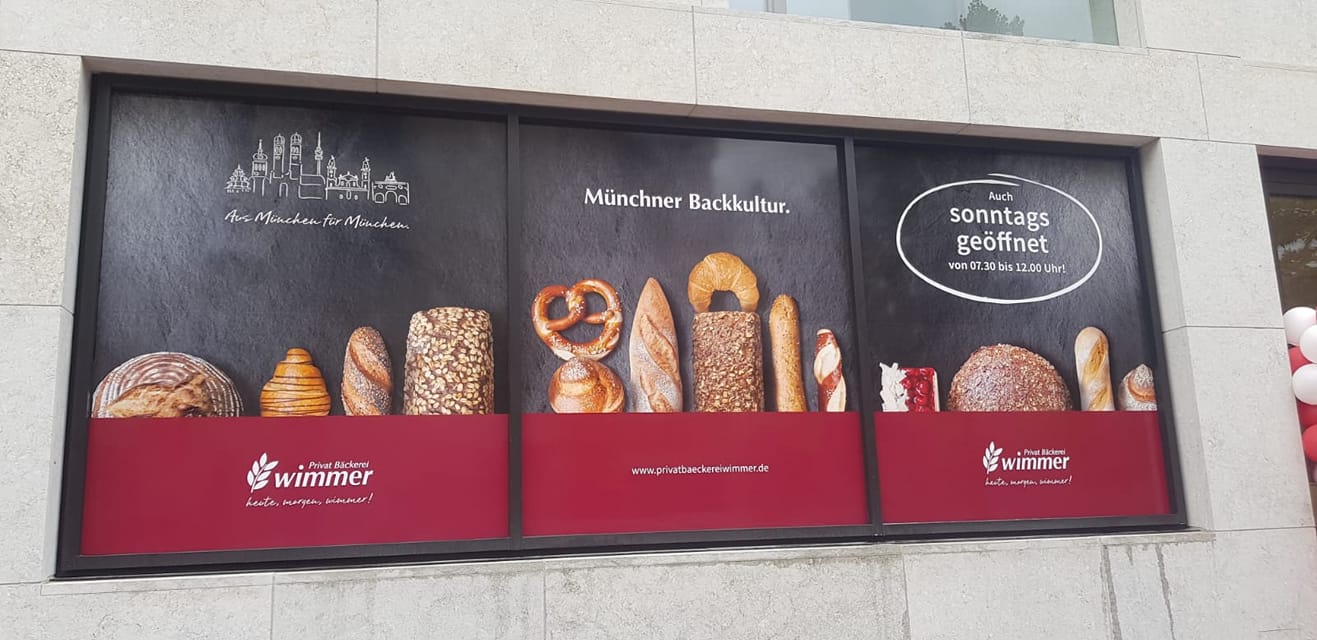 Aus München für München.
Privat Bäckerei
wimmer
heute, morgen, wimmer!
Münchner Backkultur.
www.privatbaeckereiwimmer.de
Auch
sonntags
geöffnet
von 07.30 bis 12.00 Uhr!
Privat Bäckerei
wimmer
heute, morgen, wimmer!